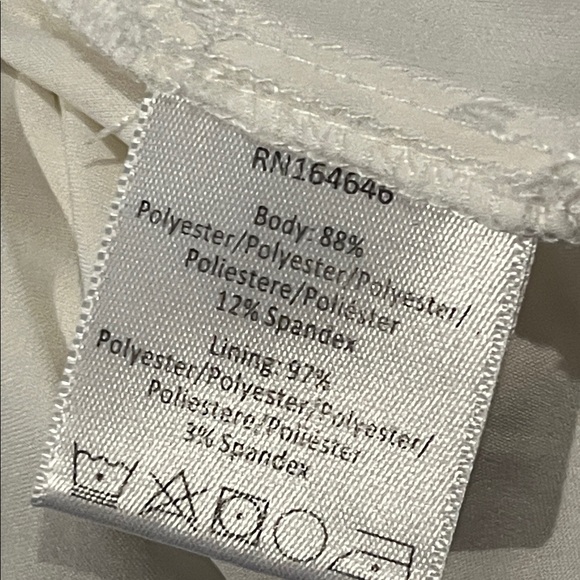 RN164646
Body: 88%
Polyester/Polyester/Polyester/
Poliestere/Poliéster
12% Spandex
Lining: 97%
Polyester/Polyester/Polyester/
Poliestere/Poliéster
3% Spandex